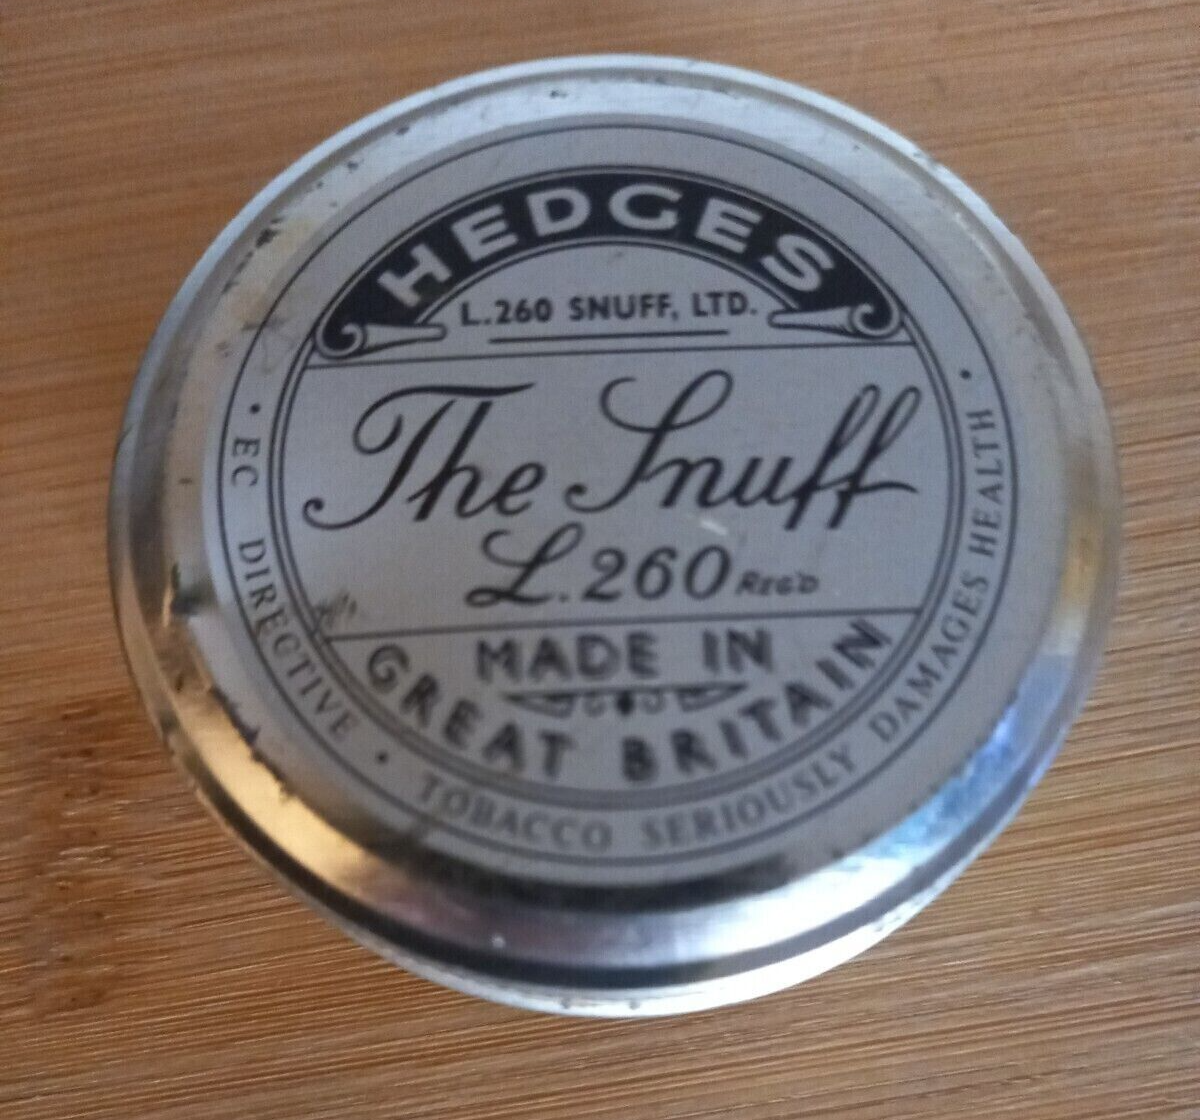 HEDGES
L.260 SNUFF, LTD.
The Snuff
L.260 REG'D
MADE IN
GREAT BRITAIN
• EC DIRECTIVE • TOBACCO SERIOUSLY DAMAGES HEALTH •